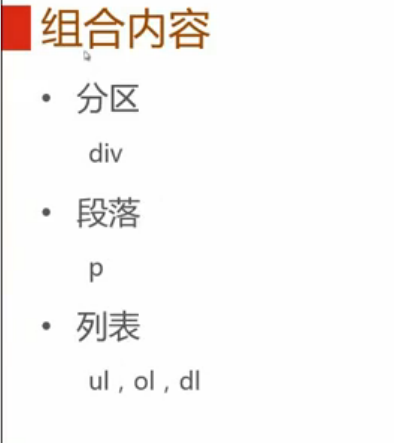 组合内容
• 分区
div
• 段落
p
• 列表
ul , ol , dl